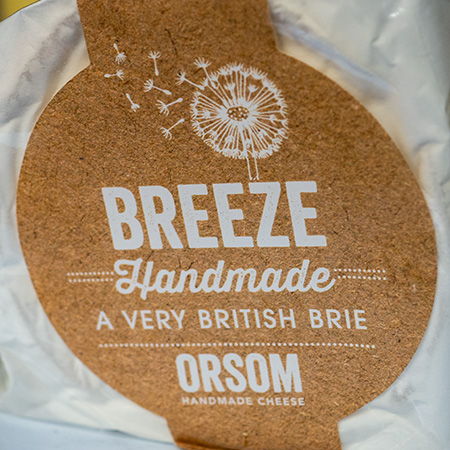 BREEZE
Handmade
A VERY BRITISH BRIE
ORSOM
HANDMADE CHEESE